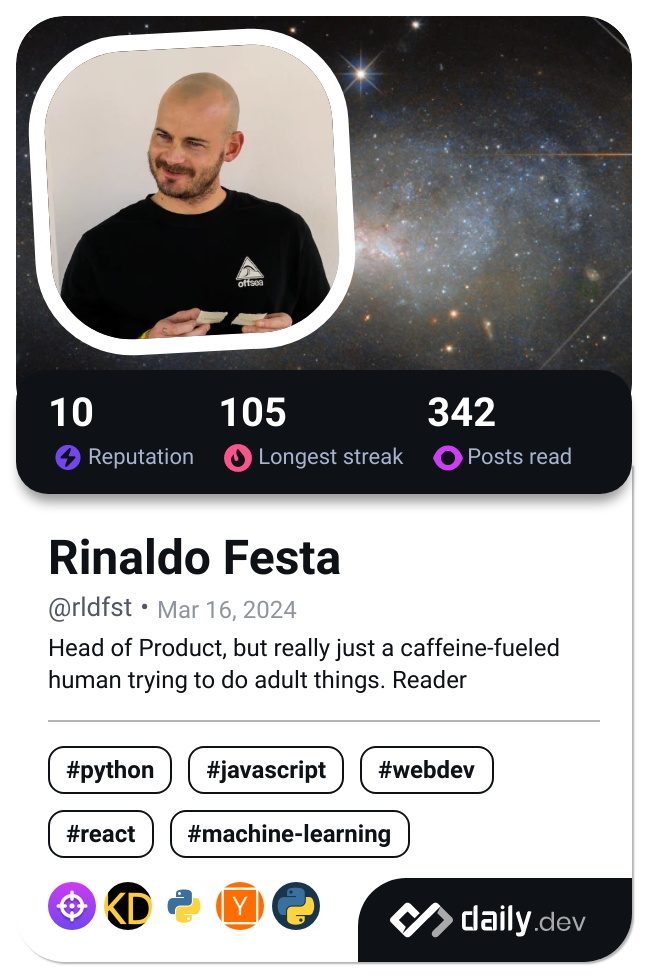 offsea
10
105
342
Reputation
Longest streak
Posts read
Rinaldo Festa
@rldfst • Mar 16, 2024
Head of Product, but really just a caffeine-fueled
human trying to do adult things. Reader
#python
#javascript
#webdev
#react
#machine-learning
KD
Y
daily.dev